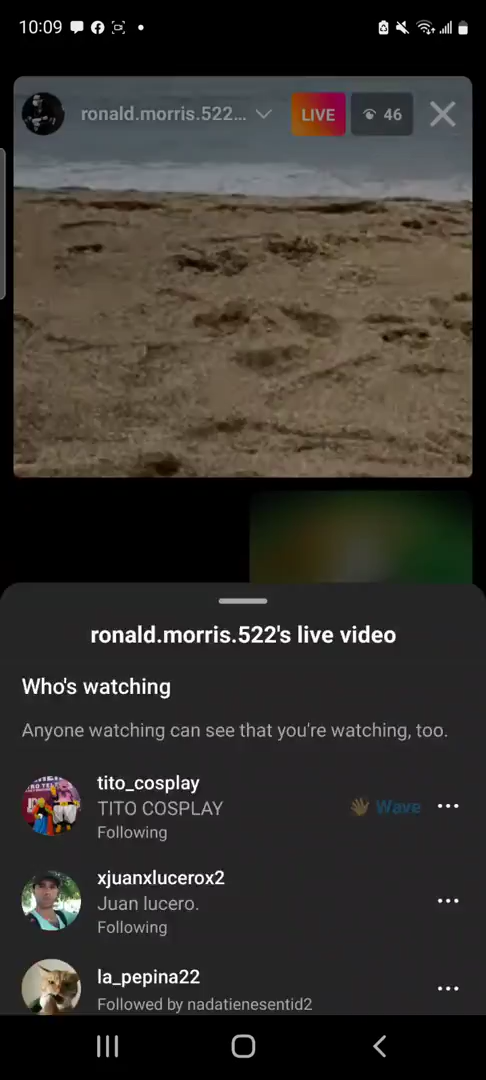 10:09
ronald.morris.522... LIVE 46
ronald.morris.522's live video
Who's watching
Anyone watching can see that you're watching, too.
tito_cosplay
TITO COSPLAY
Wave
Following
xjuanxlucerox2
Juan lucero.
Following
la_pepina22
Followed by nadatienesentid2